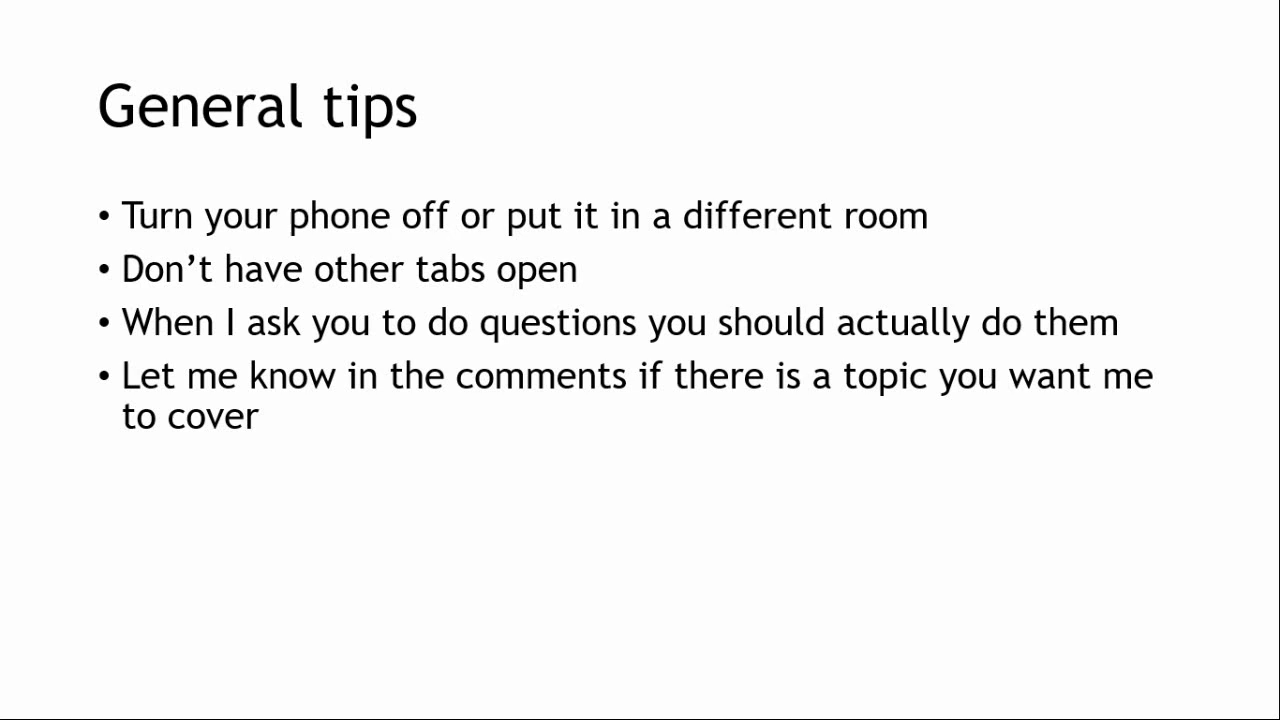 General tips
• Turn your phone off or put it in a different room
• Don’t have other tabs open
• When I ask you to do questions you should actually do them
• Let me know in the comments if there is a topic you want me
to cover